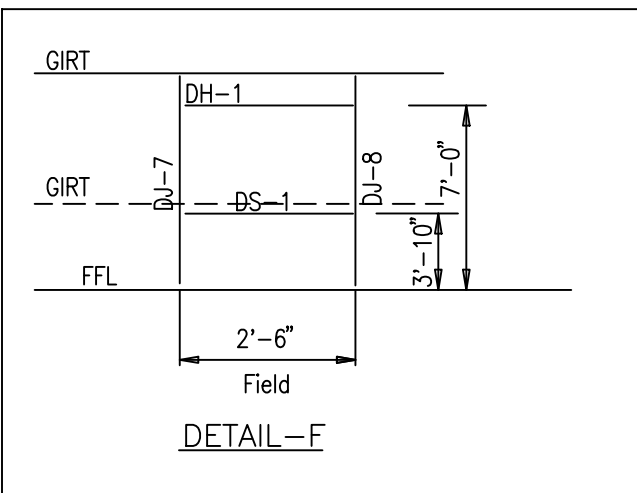 GIRT
DH-1
DJ-7
DJ-8
7'-0"
GIRT
DS-1
3'-10"
FFL
2'-6"
Field
DETAIL-F